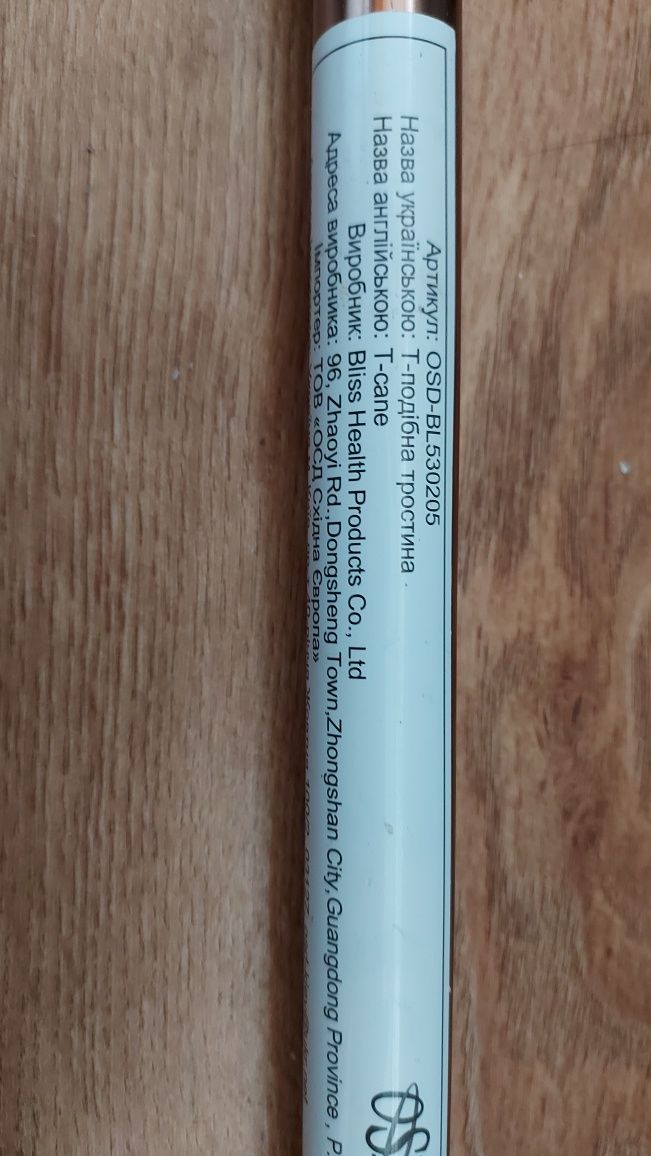 Артикул: OSD-BL530205
Назва українською: Т-подібна тростина
Назва англійською: T-cane
Виробник: Bliss Health Products Co., Ltd
Адреса виробника: 96, Zhaoyi Rd.,Dongsheng Town,Zhongshan City,Guangdong Province , P.
Імпортер: ТОВ «ОСД Східна Європа»
OS